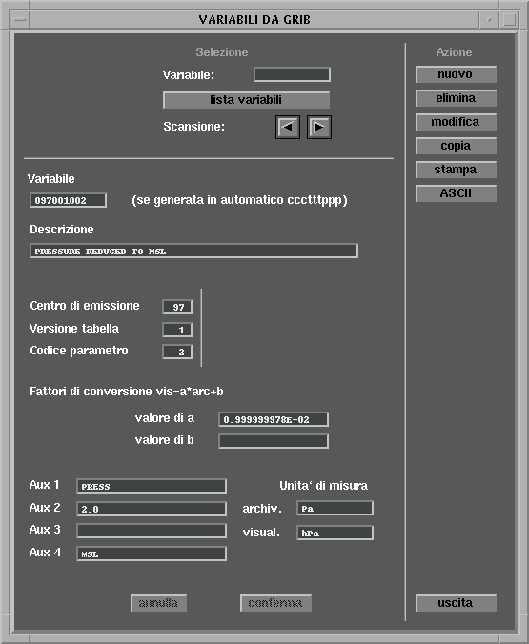 VARIABILI DA GRIB
Selezione
Variabile:
lista variabili
Scansione:
Azione
nuovo
elimina
modifica
copia
stampa
ASCII
Variabile
097001002 (se generata in automatico ccctttppp)
Descrizione
PRESSURE REDUCED TO MSL
Centro di emissione 97
Versione tabella 1
Codice parametro 2
Fattori di conversione vis=a*arc+b
valore di a 0.999999978E-02
valore di b
Aux 1 PRESS
Unita' di misura
Aux 2 2.0
archiv. Pa
Aux 3
visual. hPa
Aux 4 MSL
annulla
conferma
uscita